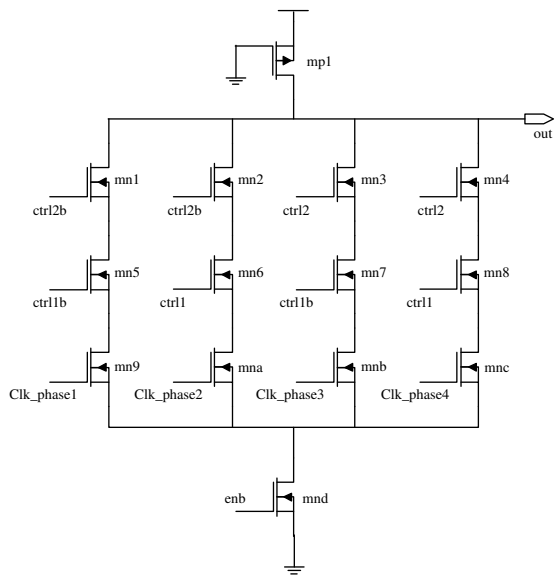 mp1
out
mn1
mn2
mn3
mn4
ctrl2b
ctrl2b
ctrl2
ctrl2
mn5
mn6
mn7
mn8
ctrl1b
ctrl1
ctrl1b
ctrl1
mn9
mna
mnb
mnc
Clk_phase1
Clk_phase2
Clk_phase3
Clk_phase4
enb
mnd